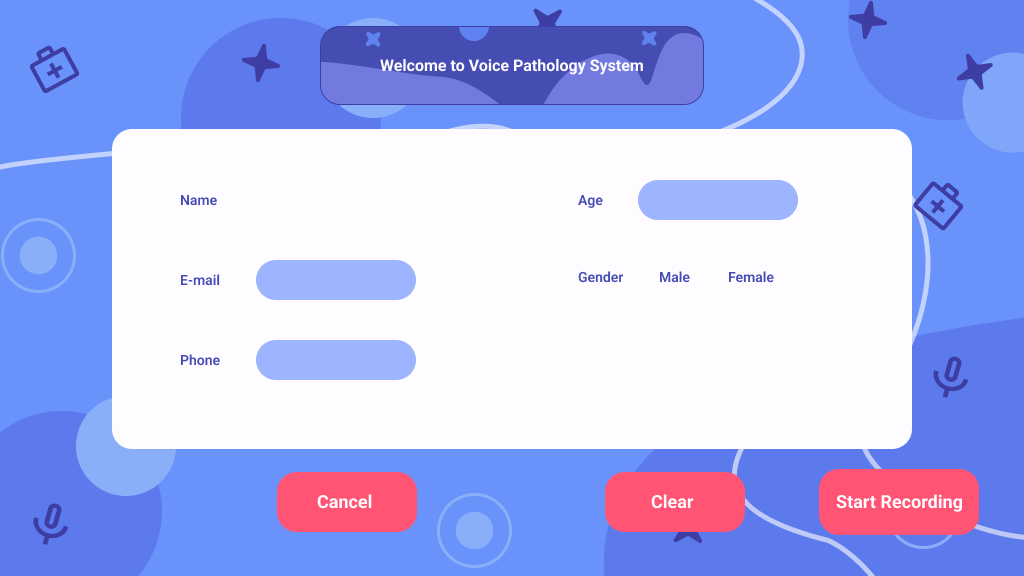 Welcome to Voice Pathology System
Name
Age
E-mail
Gender Male Female
Phone
Cancel
Clear
Start Recording